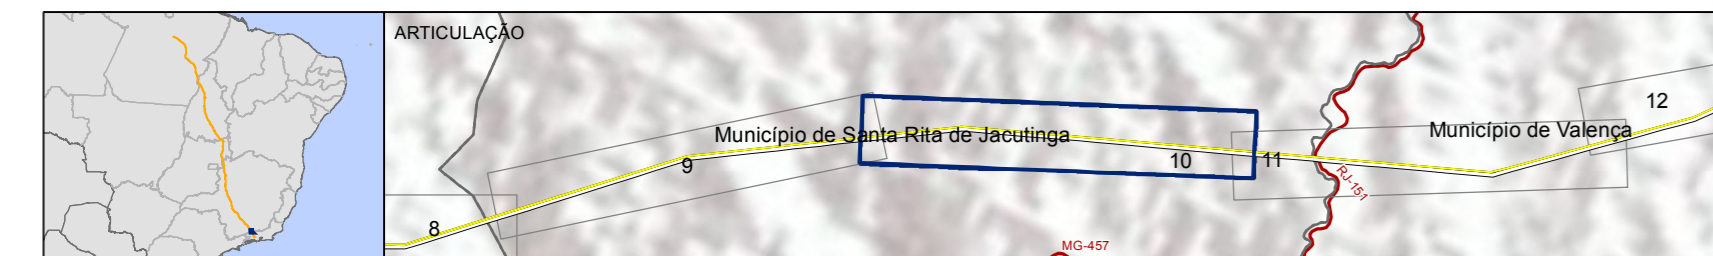 ARTICULAÇÃO
12
Município de Valença
Município de Santa Rita de Jacutinga
9
10
11
RJ-151
8
MG-457